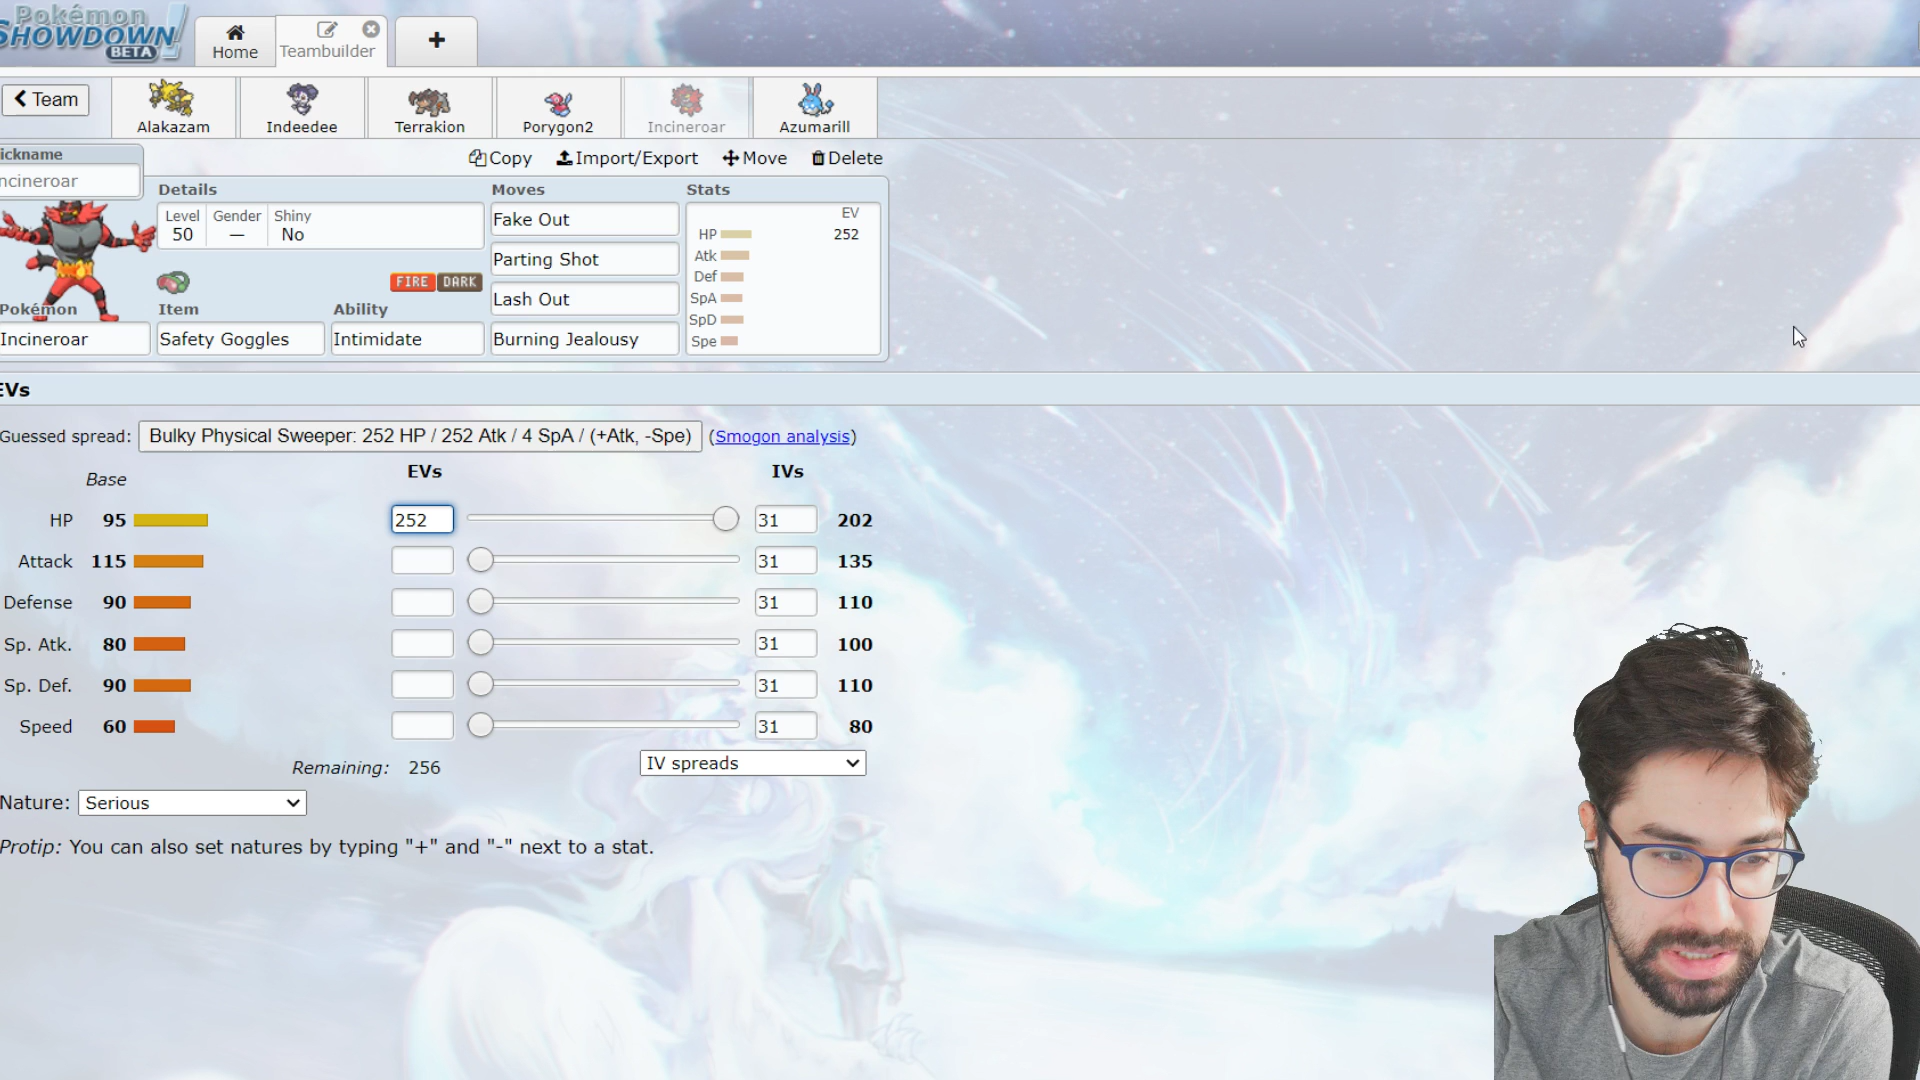 Pokémon
SHOWDOWN
BETA
Home
Teambuilder
+
Team
Alakazam
Indeedee
Terrakion
Porygon2
Incineroar
Azumarill
ickname
ncineroar
Copy
Import/Export
Move
Delete
Details
Moves
Stats
Level
50
Gender
—
Shiny
No
Fake Out
Parting Shot
Lash Out
Burning Jealousy
EV
HP 252
Atk
Def
SpA
SpD
Spe
FIRE DARK
Pokémon
Incineroar
Item
Safety Goggles
Ability
Intimidate
EVs
Guessed spread: Bulky Physical Sweeper: 252 HP / 252 Atk / 4 SpA / (+Atk, -Spe) (Smogon analysis)
Base EVs IVs
HP 95 252 31 202
Attack 115 31 135
Defense 90 31 110
Sp. Atk. 80 31 100
Sp. Def. 90 31 110
Speed 60 31 80
Remaining: 256 IV spreads
Nature: Serious
Protip: You can also set natures by typing "+" and "-" next to a stat.